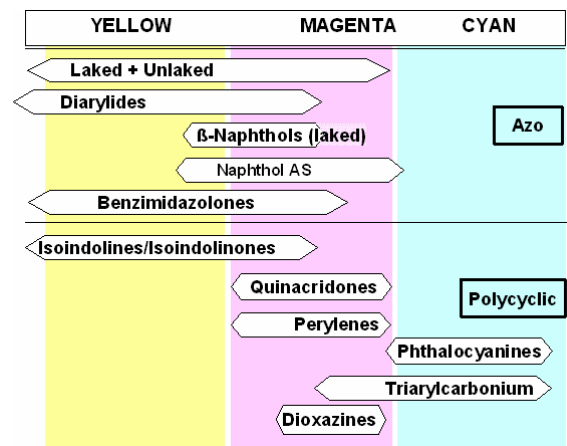 YELLOW MAGENTA CYAN
Laked + Unlaked
Diarylides
ß-Naphthols (laked)
Azo
Naphthol AS
Benzimidazolones
Isoindolines/Isoindolinones
Quinacridones
Polycyclic
Perylenes
Phthalocyanines
Triarylcarbonium
Dioxazines